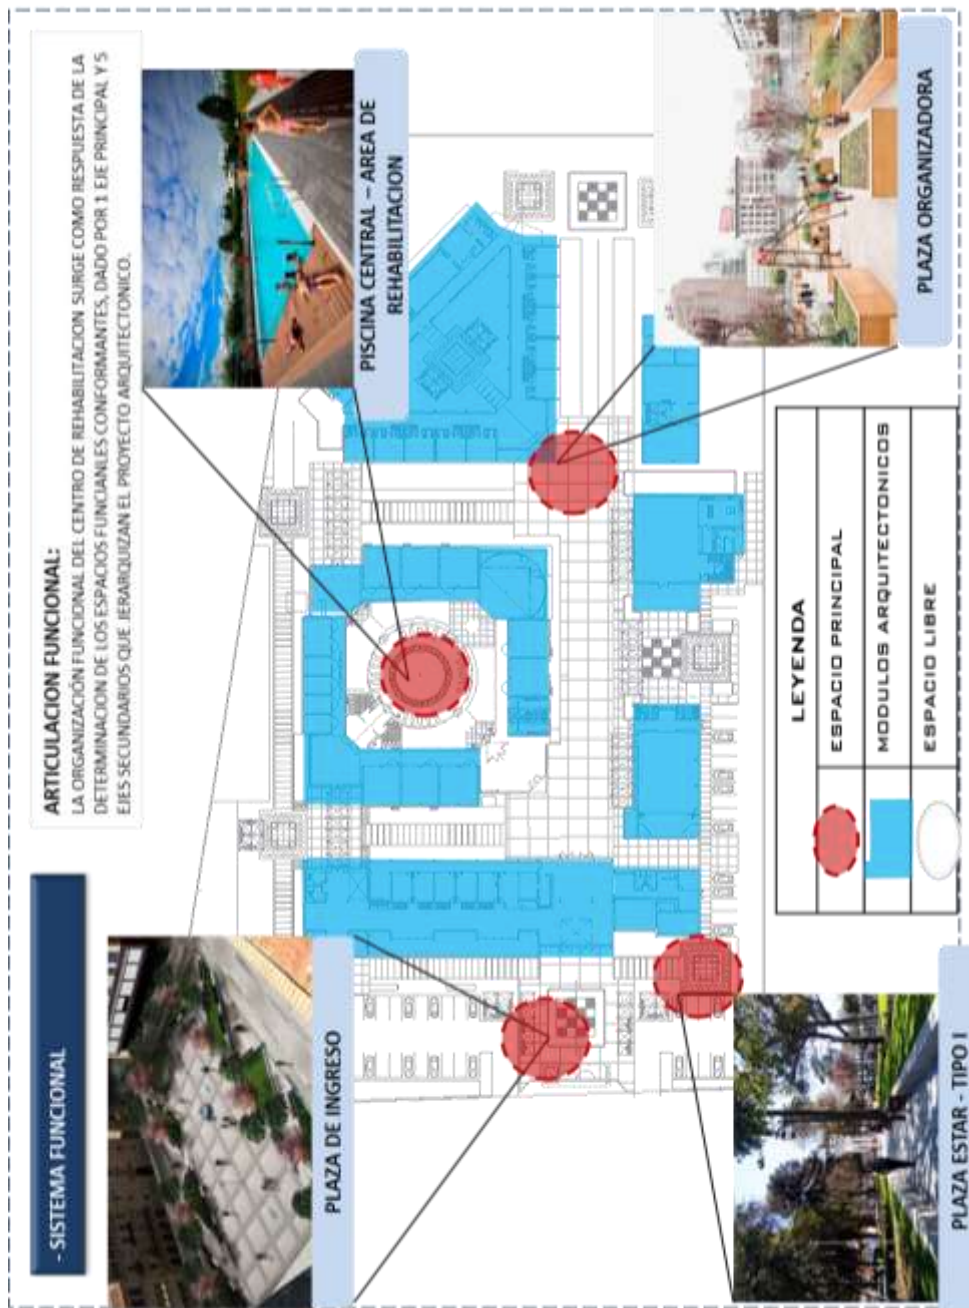 - SISTEMA FUNCIONAL
ARTICULACION FUNCIONAL:
LA ORGANIZACIÓN FUNCIONAL DEL CENTRO DE REHABILITACION SURGE COMO RESPUESTA DE LA
DETERMINACION DE LOS ESPACIOS FUNCIANLES CONFORMANTES, DADO POR 1 EJE PRINCIPAL Y 5
EJES SECUNDARIOS QUE JERARQUIZAN EL PROYECTO ARQUITECTONICO.
PLAZA DE INGRESO
PISCINA CENTRAL – AREA DE
REHABILITACION
PLAZA ESTAR - TIPO I
PLAZA ORGANIZADORA
LEYENDA
ESPACIO PRINCIPAL
MODULOS ARQUITECTONICOS
ESPACIO LIBRE